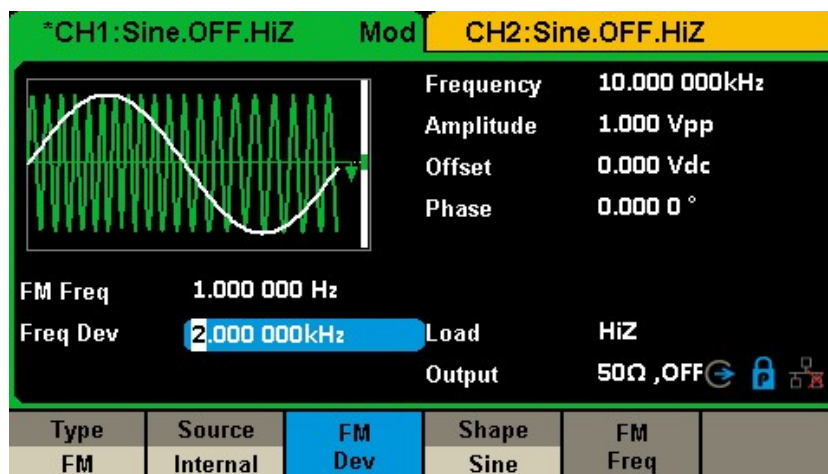 *CH1:Sine.OFF.HiZ Mod CH2:Sine.OFF.HiZ
Frequency 10.000 000kHz
Amplitude 1.000 Vpp
Offset 0.000 Vdc
Phase 0.000 0 °
FM Freq 1.000 000 Hz
Freq Dev 2.000 000kHz Load HiZ
Output 50Ω ,OFF P
Type Source FM Shape FM
FM Internal Dev Sine Freq